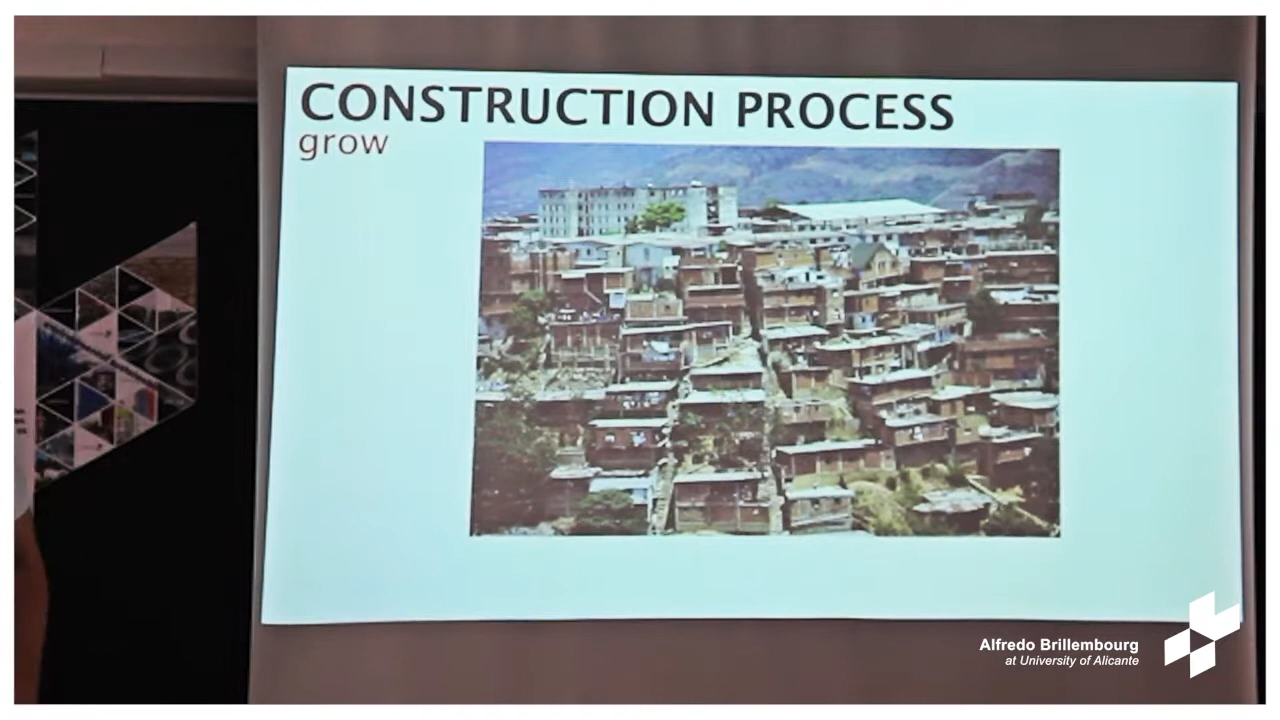 CONSTRUCTION PROCESS
grow
Alfredo Brillembourg
at University of Alicante